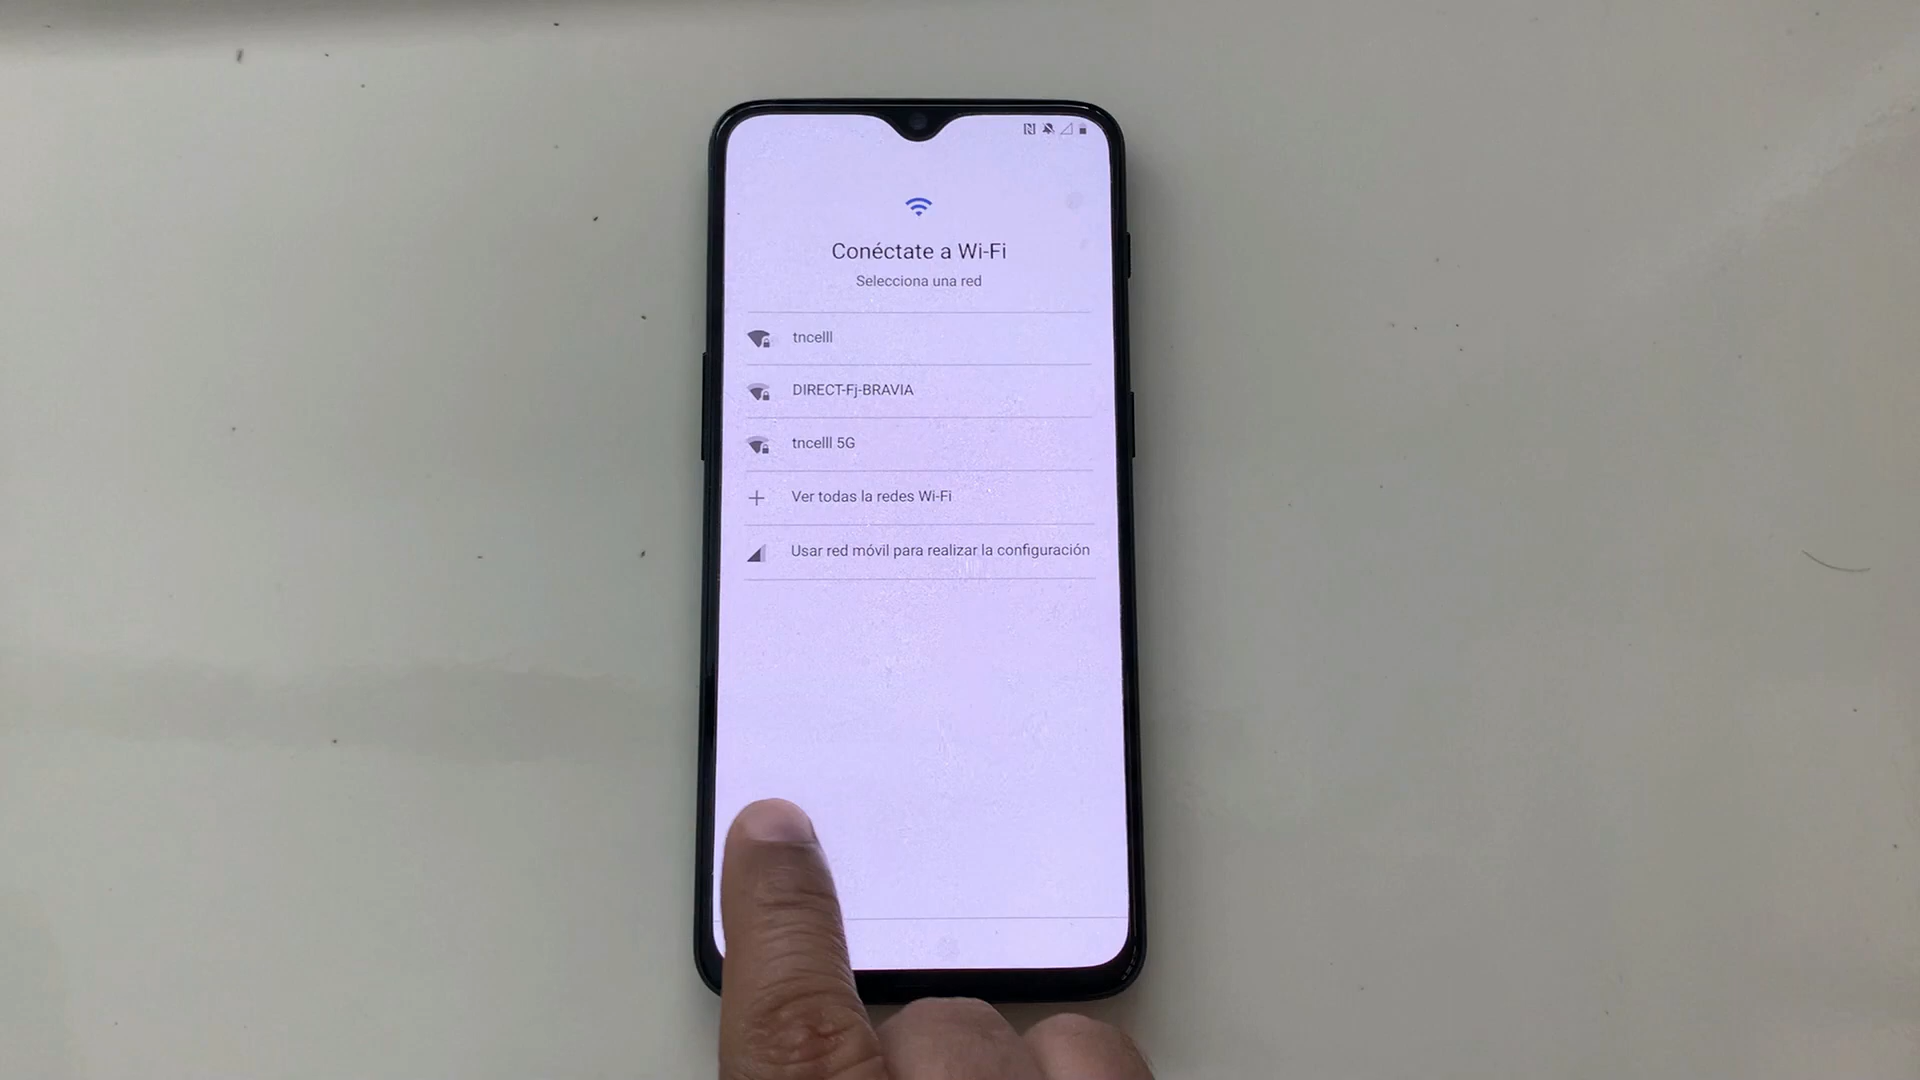 Conéctate a Wi-Fi
Selecciona una red
tncelll
DIRECT-Fj-BRAVIA
tncelll 5G
Ver todas la redes Wi-Fi
Usar red móvil para realizar la configuración